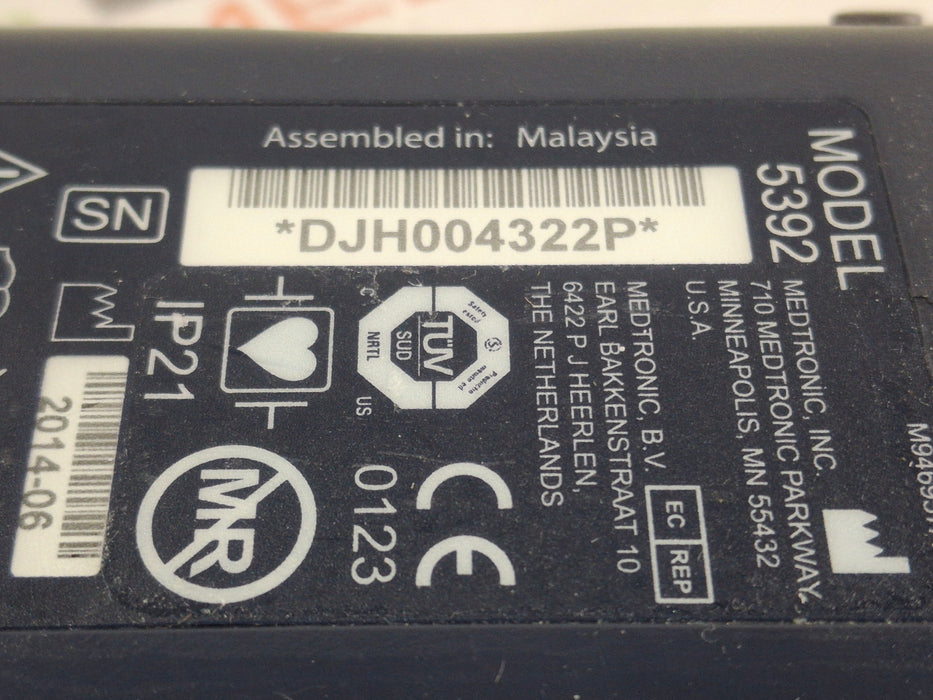 Assembled in: Malaysia
*DJH004322P*
SN
MODEL
5392
MEDTRONIC, INC.
710 MEDTRONIC PARKWAY
MINNEAPOLIS, MN 55432
U.S.A.
MEDTRONIC, B.V.
EARL BAKKENSTRAAT 10
6422 P J HEERLEN,
THE NETHERLANDS
EC REP
TÜV
SUD
NRTL
C US
CE
0123
IP21
MR
2014-06